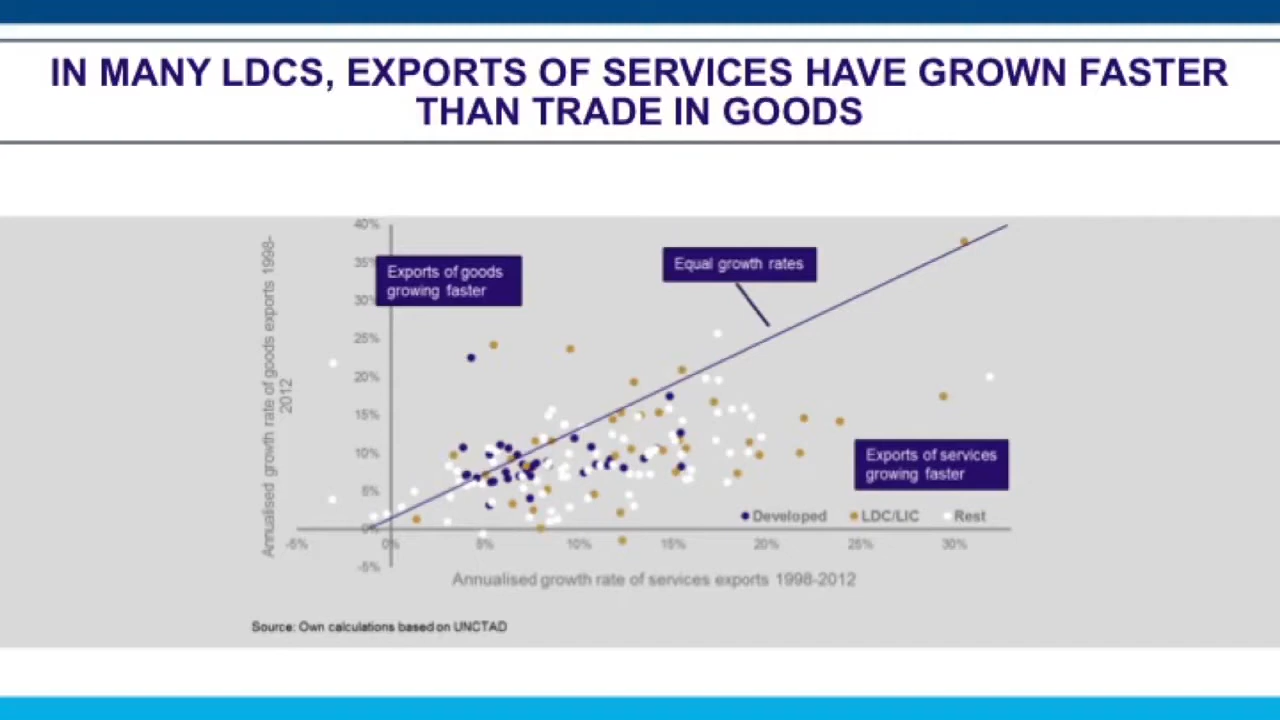 IN MANY LDCS, EXPORTS OF SERVICES HAVE GROWN FASTER
THAN TRADE IN GOODS
Annualised growth rate of goods exports 1998-
2012
40%
35%
30%
25%
20%
15%
10%
5%
0%
-5%
Exports of goods
growing faster
Equal growth rates
Exports of services
growing faster
Developed LDC/LIC Rest
-5% 0% 5% 10% 15% 20% 25% 30%
Annualised growth rate of services exports 1998-2012
Source: Own calculations based on UNCTAD